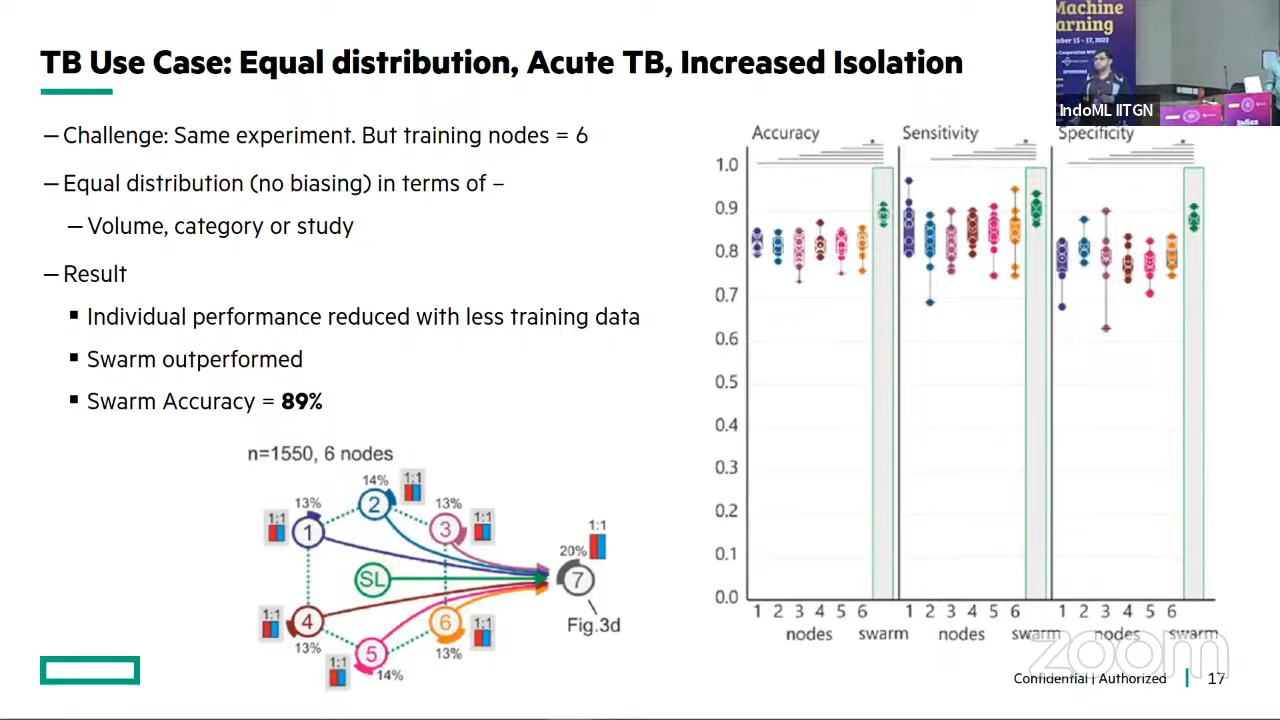 TB Use Case: Equal distribution, Acute TB, Increased Isolation
– Challenge: Same experiment. But training nodes = 6
– Equal distribution (no biasing) in terms of –
– Volume, category or study
– Result
▪ Individual performance reduced with less training data
▪ Swarm outperformed
▪ Swarm Accuracy = 89%
n=1550, 6 nodes
14% 1:1
13% 2 13%
1:1 1 3 1:1
1:1
20%
SL 7
1:1 4 6 1:1
Fig.3d
13% 5 13%
1:1 14%
Machine
arning
mber 15 - 17, 2022
IndoML IITGN
Accuracy Sensitivity Specificity
1.0
0.9
0.8
0.7
0.6
0.5
0.4
0.3
0.2
0.1
0.0
1 2 3 4 5 6 1 2 3 4 5 6 1 2 3 4 5 6
nodes swarm nodes swarm nodes swarm
zoom
Confidential | Authorized 17